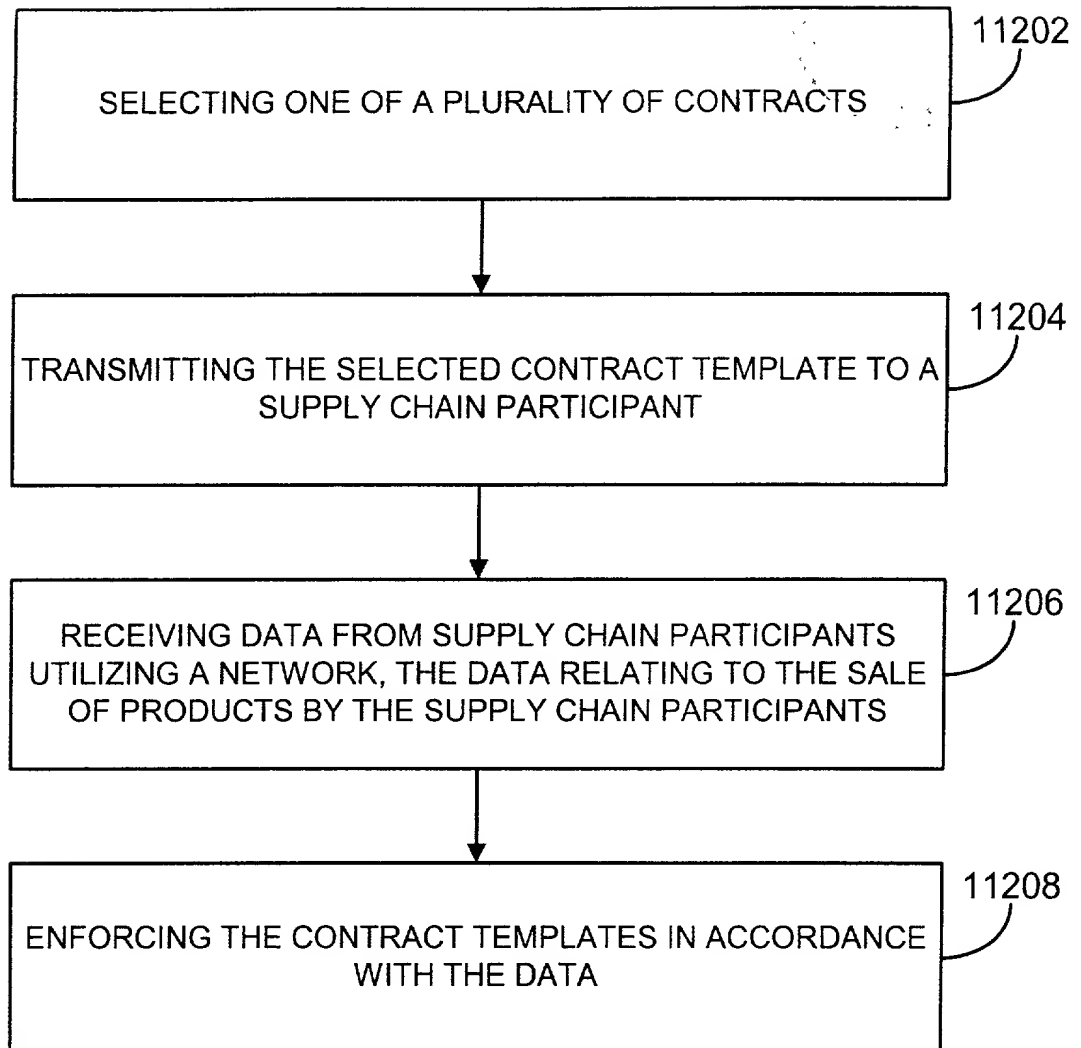 11202
SELECTING ONE OF A PLURALITY OF CONTRACTS
11204
TRANSMITTING THE SELECTED CONTRACT TEMPLATE TO A
SUPPLY CHAIN PARTICIPANT
11206
RECEIVING DATA FROM SUPPLY CHAIN PARTICIPANTS
UTILIZING A NETWORK, THE DATA RELATING TO THE SALE
OF PRODUCTS BY THE SUPPLY CHAIN PARTICIPANTS
11208
ENFORCING THE CONTRACT TEMPLATES IN ACCORDANCE
WITH THE DATA